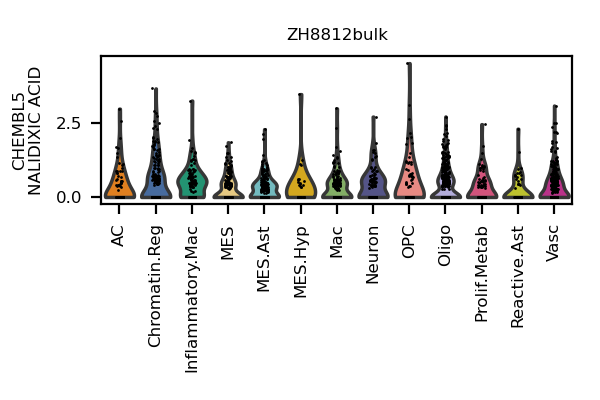 ZH8812bulk
CHEMBL5
NALIDIXIC ACID
2.5
0.0
AC
Chromatin.Reg
Inflammatory.Mac
MES
MES.Ast
MES.Hyp
Mac
Neuron
OPC
Oligo
Prolif.Metab
Reactive.Ast
Vasc